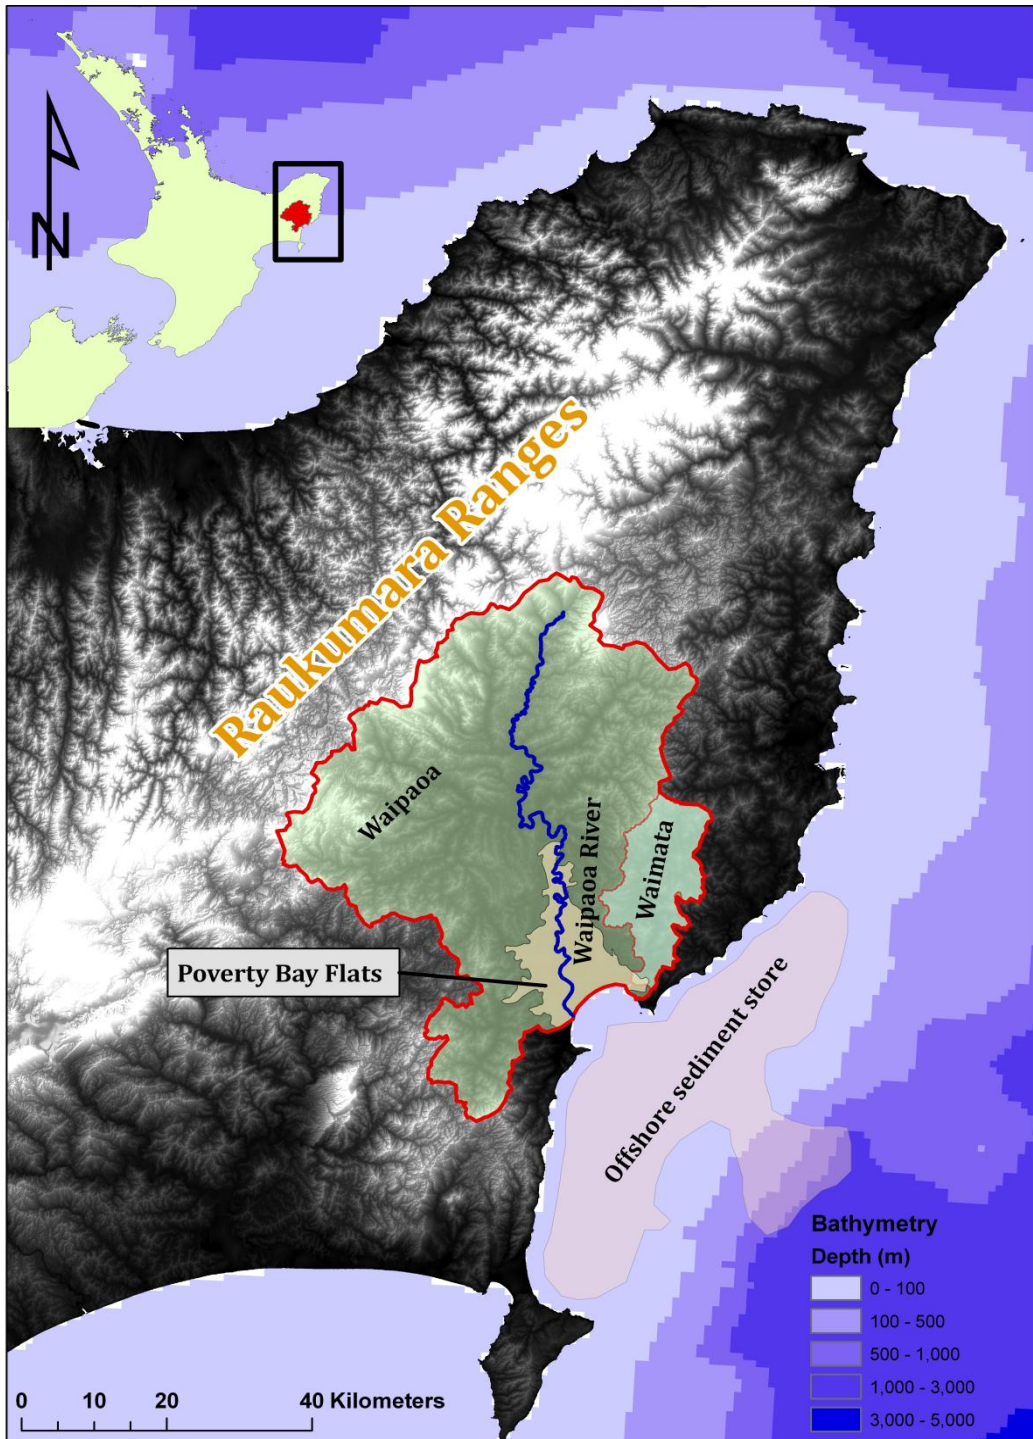 N
Raukumara Ranges
Waipaoa
Waipaoa River
Waimata
Poverty Bay Flats
Offshore sediment store
Bathymetry
Depth (m)
0 - 100
100 - 500
500 - 1,000
1,000 - 3,000
3,000 - 5,000
0 10 20 40 Kilometers